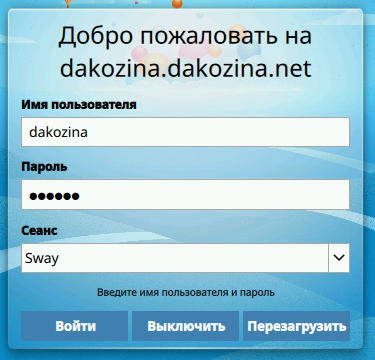 Добро пожаловать на
dakozina.dakozina.net
Имя пользователя
dakozina
Пароль
●●●●●●
Сеанс
Sway
Введите имя пользователя и пароль
Войти Выключить Перезагрузить